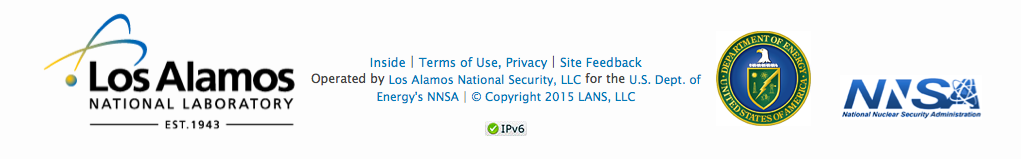 Los Alamos
NATIONAL LABORATORY
EST.1943
Inside | Terms of Use, Privacy | Site Feedback
Operated by Los Alamos National Security, LLC for the U.S. Dept. of
Energy's NNSA | © Copyright 2015 LANS, LLC
IPv6
DEPARTMENT OF ENERGY
UNITED STATES OF AMERICA
NNSA
National Nuclear Security Administration